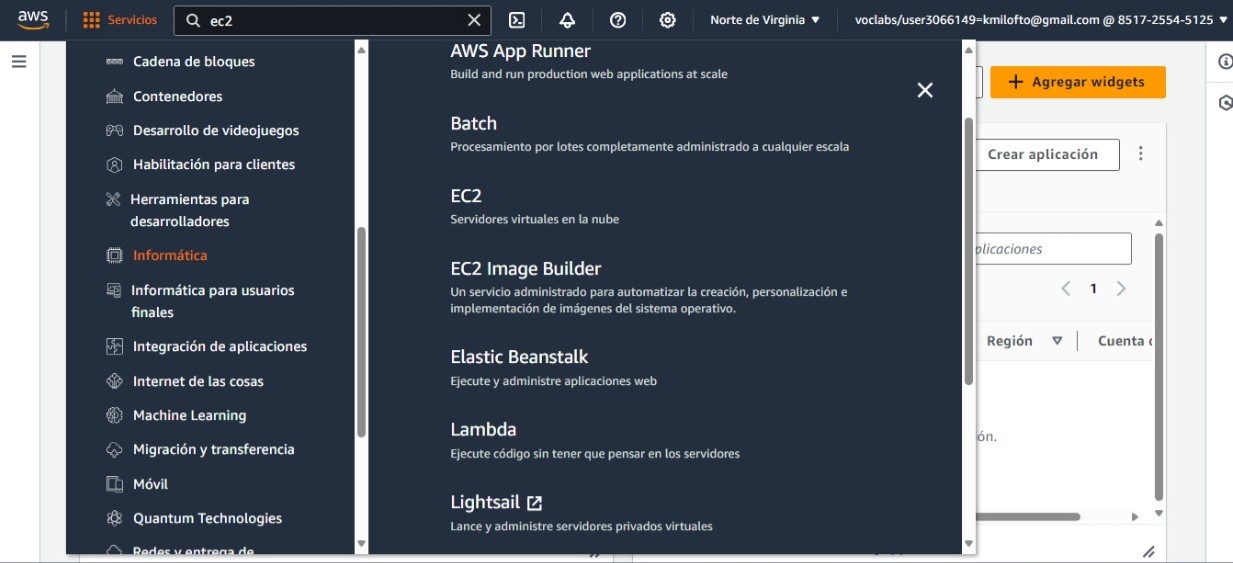 aws
Servicios
ec2
Norte de Virginia
voclabs/user3066149=kmilofto@gmail.com @ 8517-2554-5125
Cadena de bloques
Contenedores
Desarrollo de videojuegos
Habilitación para clientes
Herramientas para
desarrolladores
Informática
Informática para usuarios
finales
Integración de aplicaciones
Internet de las cosas
Machine Learning
Migración y transferencia
Móvil
Quantum Technologies
Redes y entrega de
AWS App Runner
Build and run production web applications at scale
Batch
Procesamiento por lotes completamente administrado a cualquier escala
EC2
Servidores virtuales en la nube
EC2 Image Builder
Un servicio administrado para automatizar la creación, personalización e
implementación de imágenes del sistema operativo.
Elastic Beanstalk
Ejecute y administre aplicaciones web
Lambda
Ejecute código sin tener que pensar en los servidores
Lightsail
Lance y administre servidores privados virtuales
+ Agregar widgets
Crear aplicación
plicaciones
1
Región
Cuenta
ón.